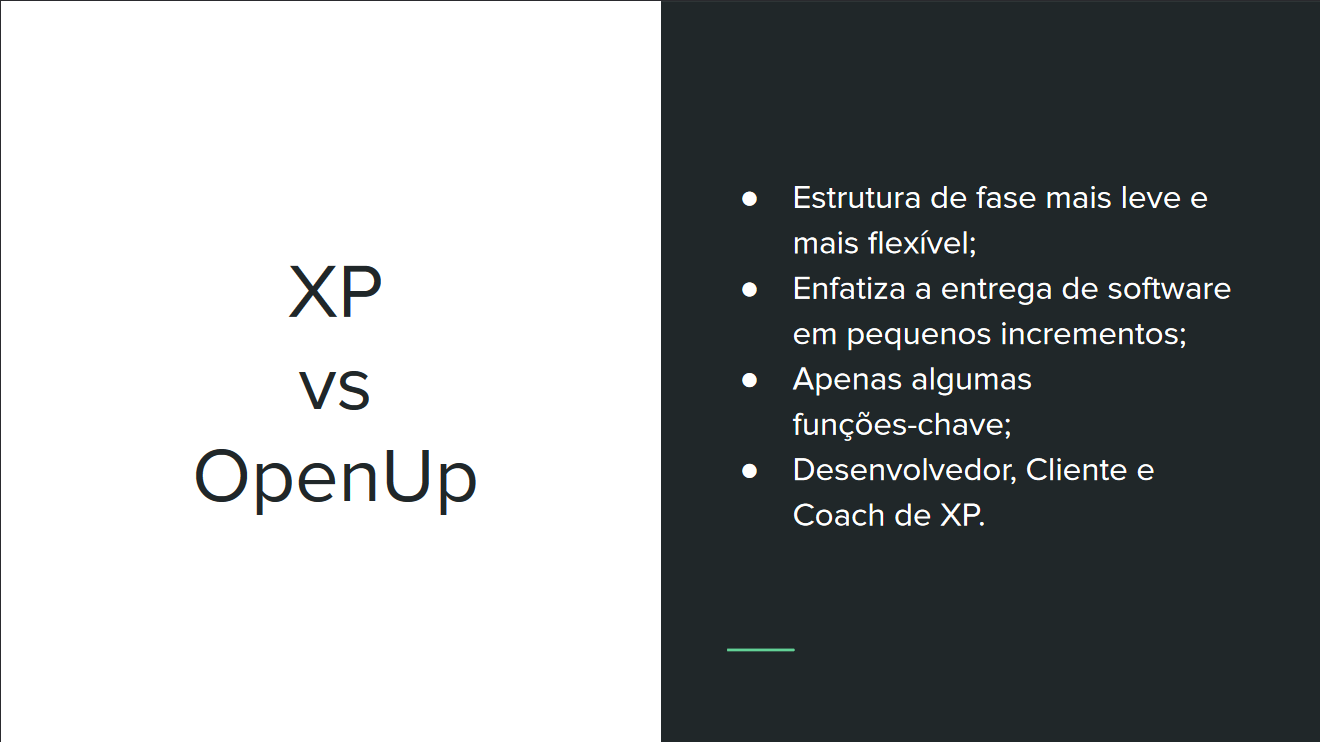 XP
vs
OpenUp
● Estrutura de fase mais leve e
mais flexível;
● Enfatiza a entrega de software
em pequenos incrementos;
● Apenas algumas
funções-chave;
● Desenvolvedor, Cliente e
Coach de XP.